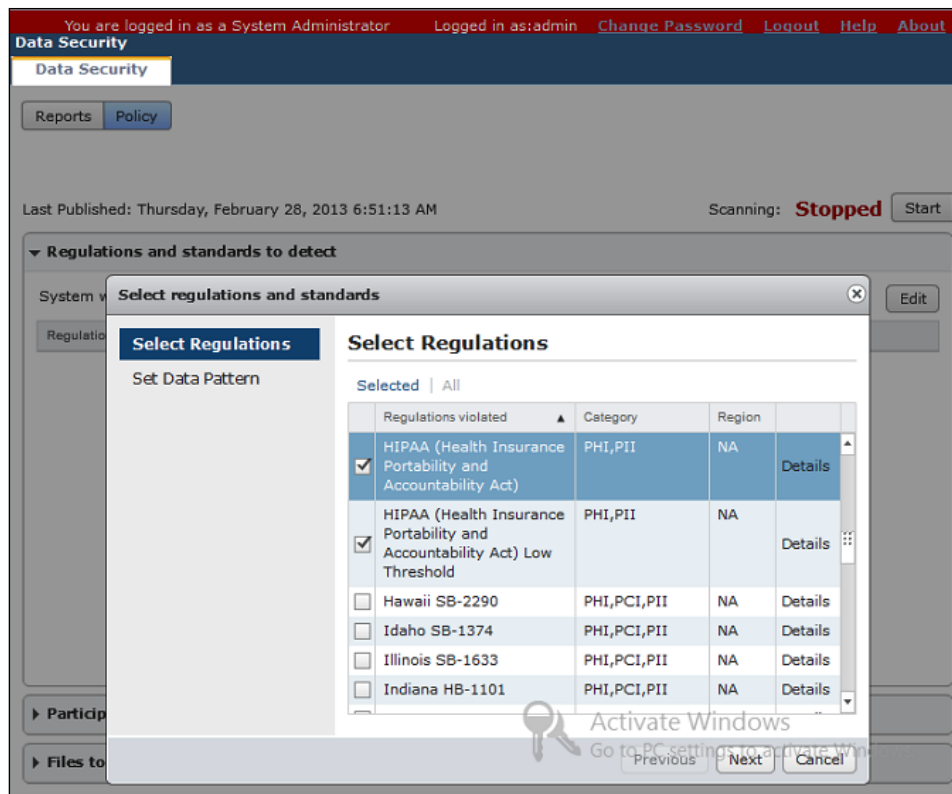 You are logged in as a System Administrator Logged in as:admin Change Password Logout Help About
Data Security
Data Security
Reports Policy
Last Published: Thursday, February 28, 2013 6:51:13 AM Scanning: Stopped Start
Regulations and standards to detect
System Edit
Select regulations and standards
Select Regulations
Set Data Pattern
Select Regulations
Selected | All
Regulations violated Category Region
HIPAA (Health Insurance Portability and Accountability Act) PHI,PII NA Details
HIPAA (Health Insurance Portability and Accountability Act) Low Threshold PHI,PII NA Details
Hawaii SB-2290 PHI,PCI,PII NA Details
Idaho SB-1374 PHI,PCI,PII NA Details
Illinois SB-1633 PHI,PCI,PII NA Details
Indiana HB-1101 PHI,PCI,PII NA Details
Activate Windows
Go to PC settings to activate
Previous Next Cancel
Files to